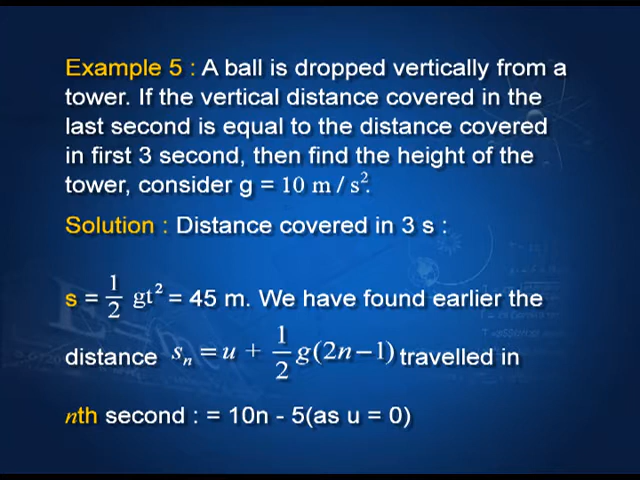 Example 5 : A ball is dropped vertically from a
tower. If the vertical distance covered in the
last second is equal to the distance covered
in first 3 second, then find the height of the
tower, consider g = 10 m / s².
Solution : Distance covered in 3 s :
s = 1/2 gt² = 45 m. We have found earlier the
distance sₙ = u + 1/2 g(2n – 1) travelled in
nth second : = 10n - 5(as u = 0)